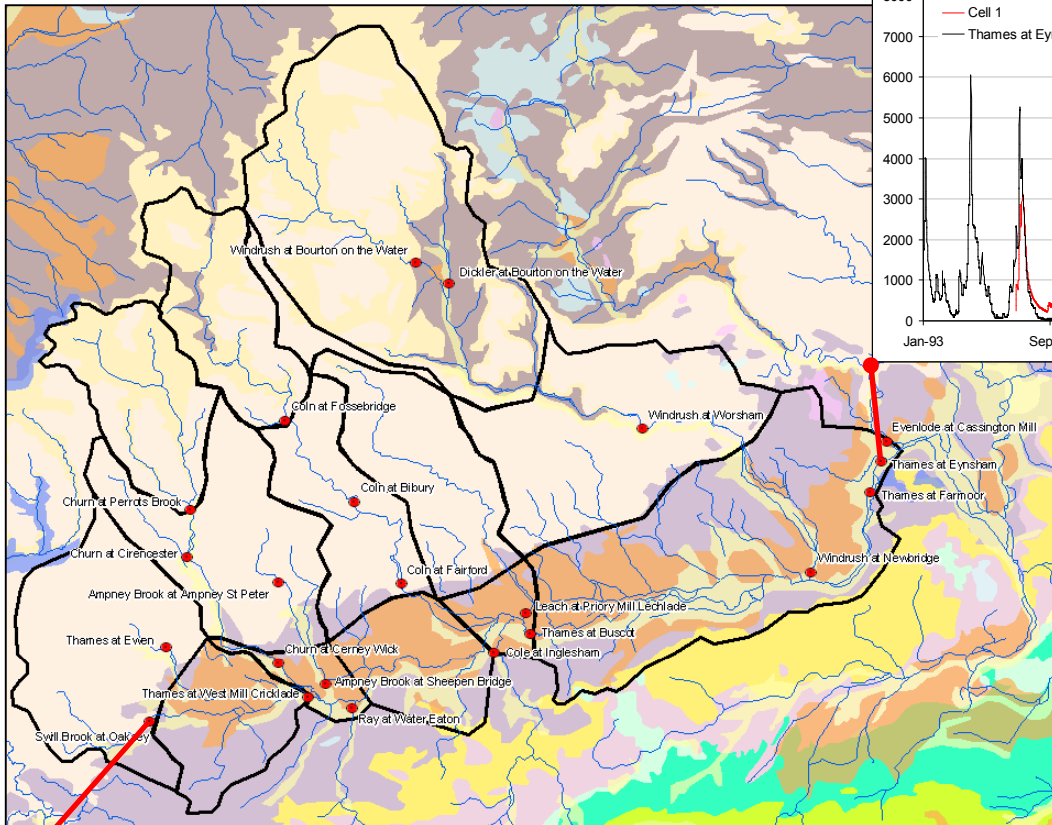 Cell 1
7000
Thames at Ey
6000
5000
4000
3000
2000
1000
0
Jan-93
Sep
Windrush at Bourton on the Water
Dickler at Bourton on the Water
Coln at Fossebridge
Windrush at Worsham
Evenlode at Cassington Mill
Thames at Eynsham
Coln at Bibury
Thames at Farmoor
Churn at Perrots Brook
Churn at Cirencester
Coln at Fairford
Windrush at Newbridge
Ampney Brook at Ampney St Peter
Leach at Priory Mill Lechlade
Thames at Buscot
Thames at Ewen
Churn at Cerney Wick
Cole at Inglesham
Ampney Brook at Sheepen Bridge
Thames at West Mill Cricklade
Ray at Water Eaton
Swill Brook at Oaksey